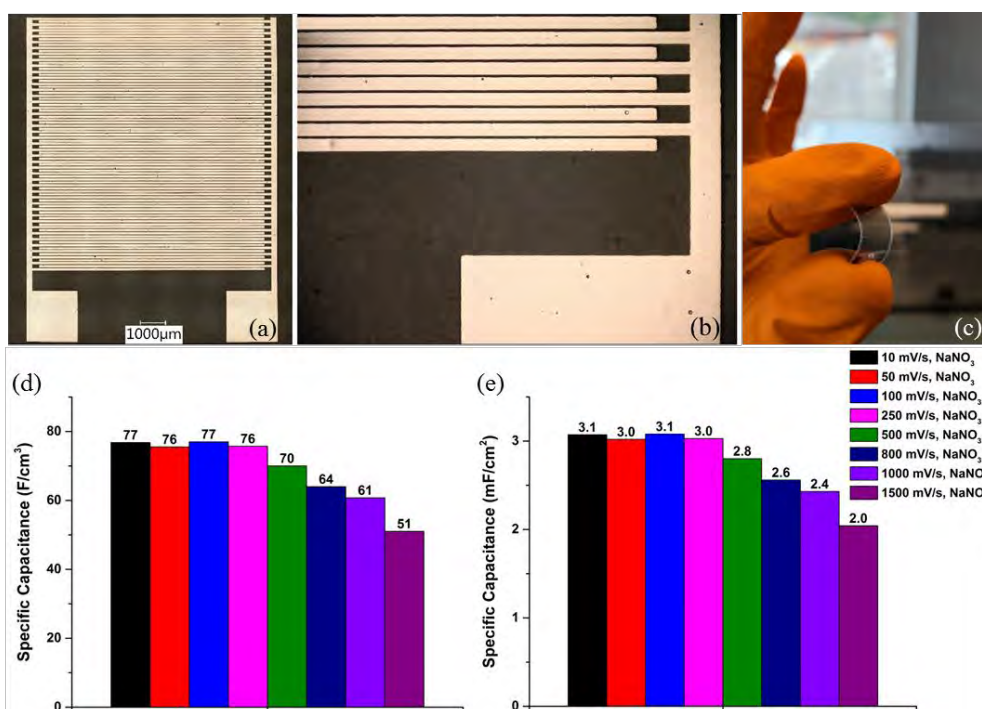 1000µm
(a)
(b)
(c)
(d)
Specific Capacitance (F/cm³)
80
60
40
20
0
77
76
77
76
70
64
61
51
(e)
Specific Capacitance (mF/cm²)
3
2
1
0
3.1
3.0
3.1
3.0
2.8
2.6
2.4
2.0
10 mV/s, NaNO₃
50 mV/s, NaNO₃
100 mV/s, NaNO₃
250 mV/s, NaNO₃
500 mV/s, NaNO₃
800 mV/s, NaNO₃
1000 mV/s, NaNO
1500 mV/s, NaNO